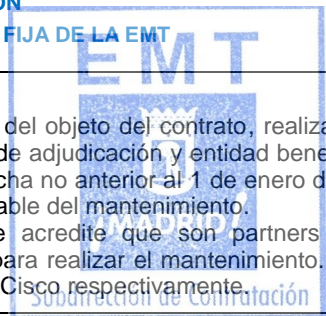 ÓN
FIJA DE LA EMT
EMT
del objeto del contrato, realiza
de adjudicación y entidad bene
cha no anterior al 1 de enero d
able del mantenimiento.
e acredite que son partners
para realizar el mantenimiento.
Cisco respectivamente.
¡MADRID!
Subdirección de Contratación